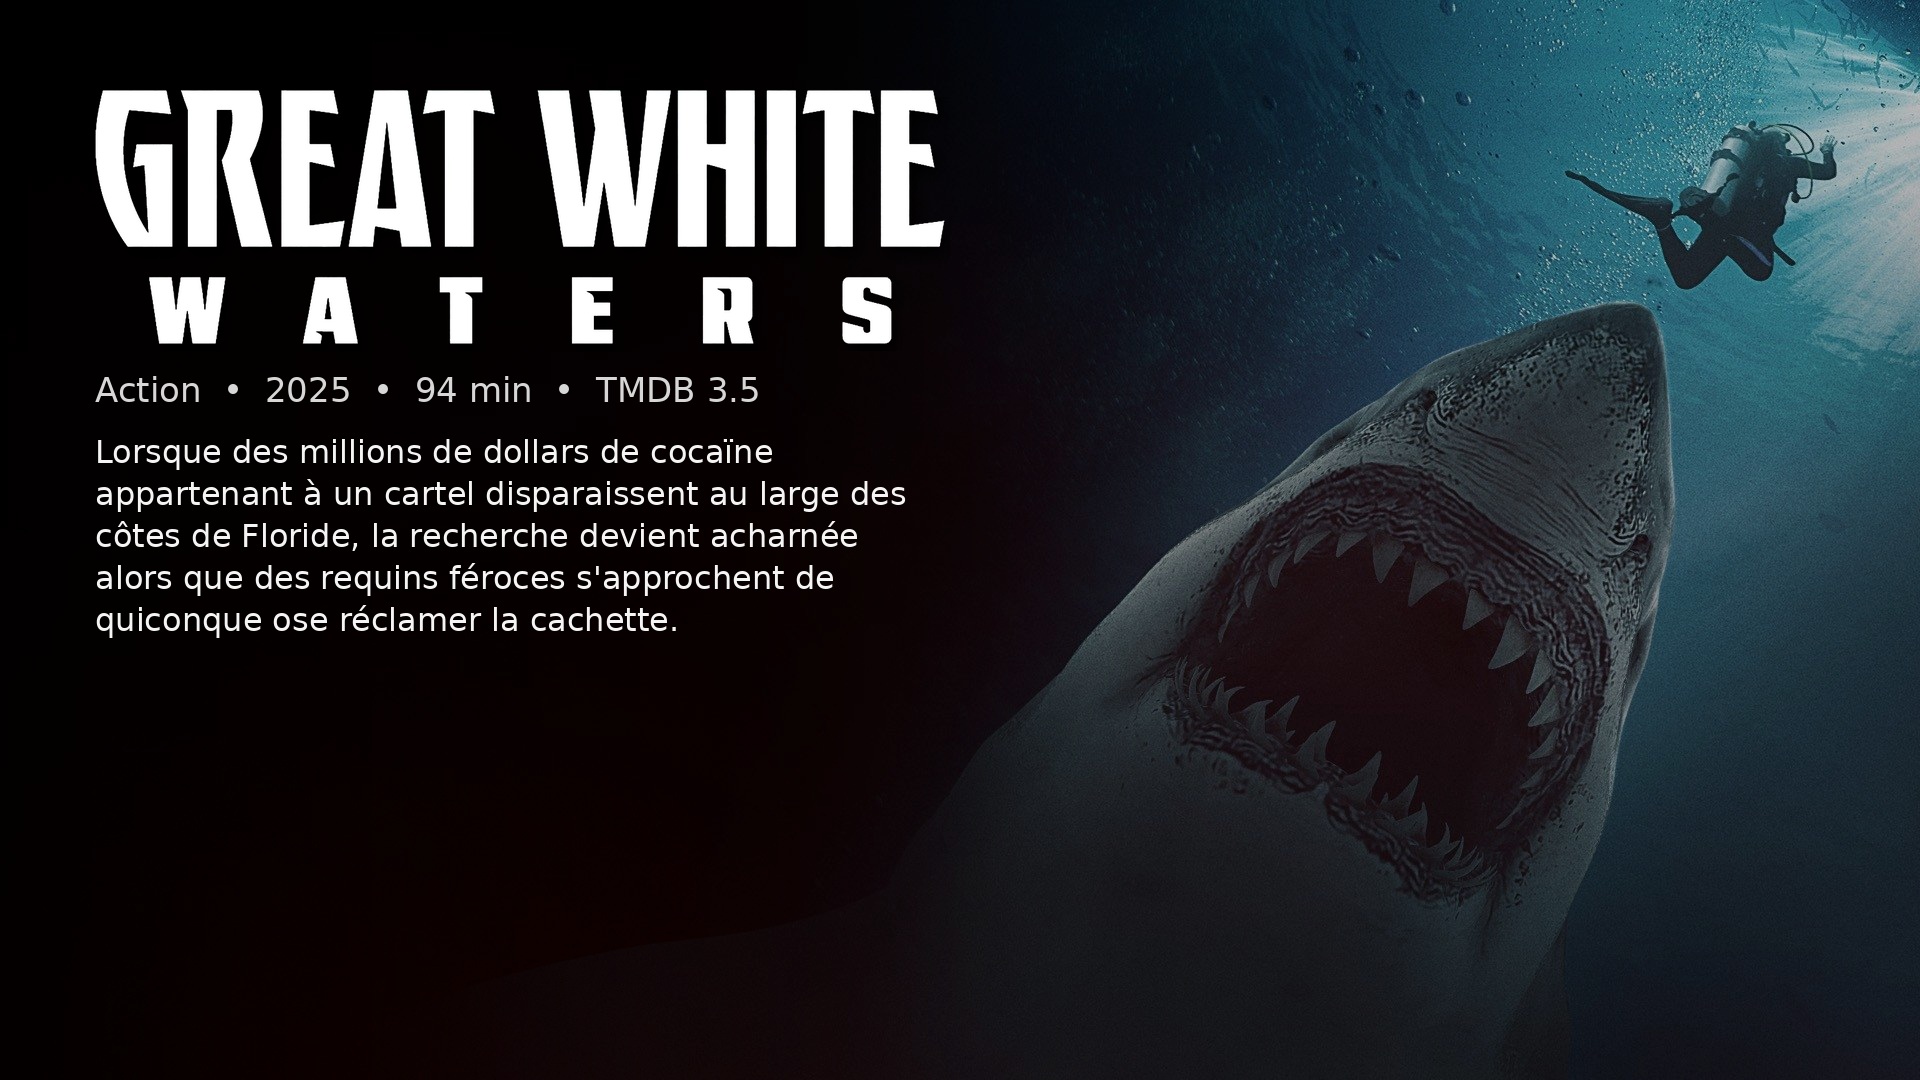 GREAT WHITE
WATERS
Action • 2025 • 94 min • TMDB 3.5
Lorsque des millions de dollars de cocaïne
appartenant à un cartel disparaissent au large des
côtes de Floride, la recherche devient acharnée
alors que des requins féroces s'approchent de
quiconque ose réclamer la cachette.